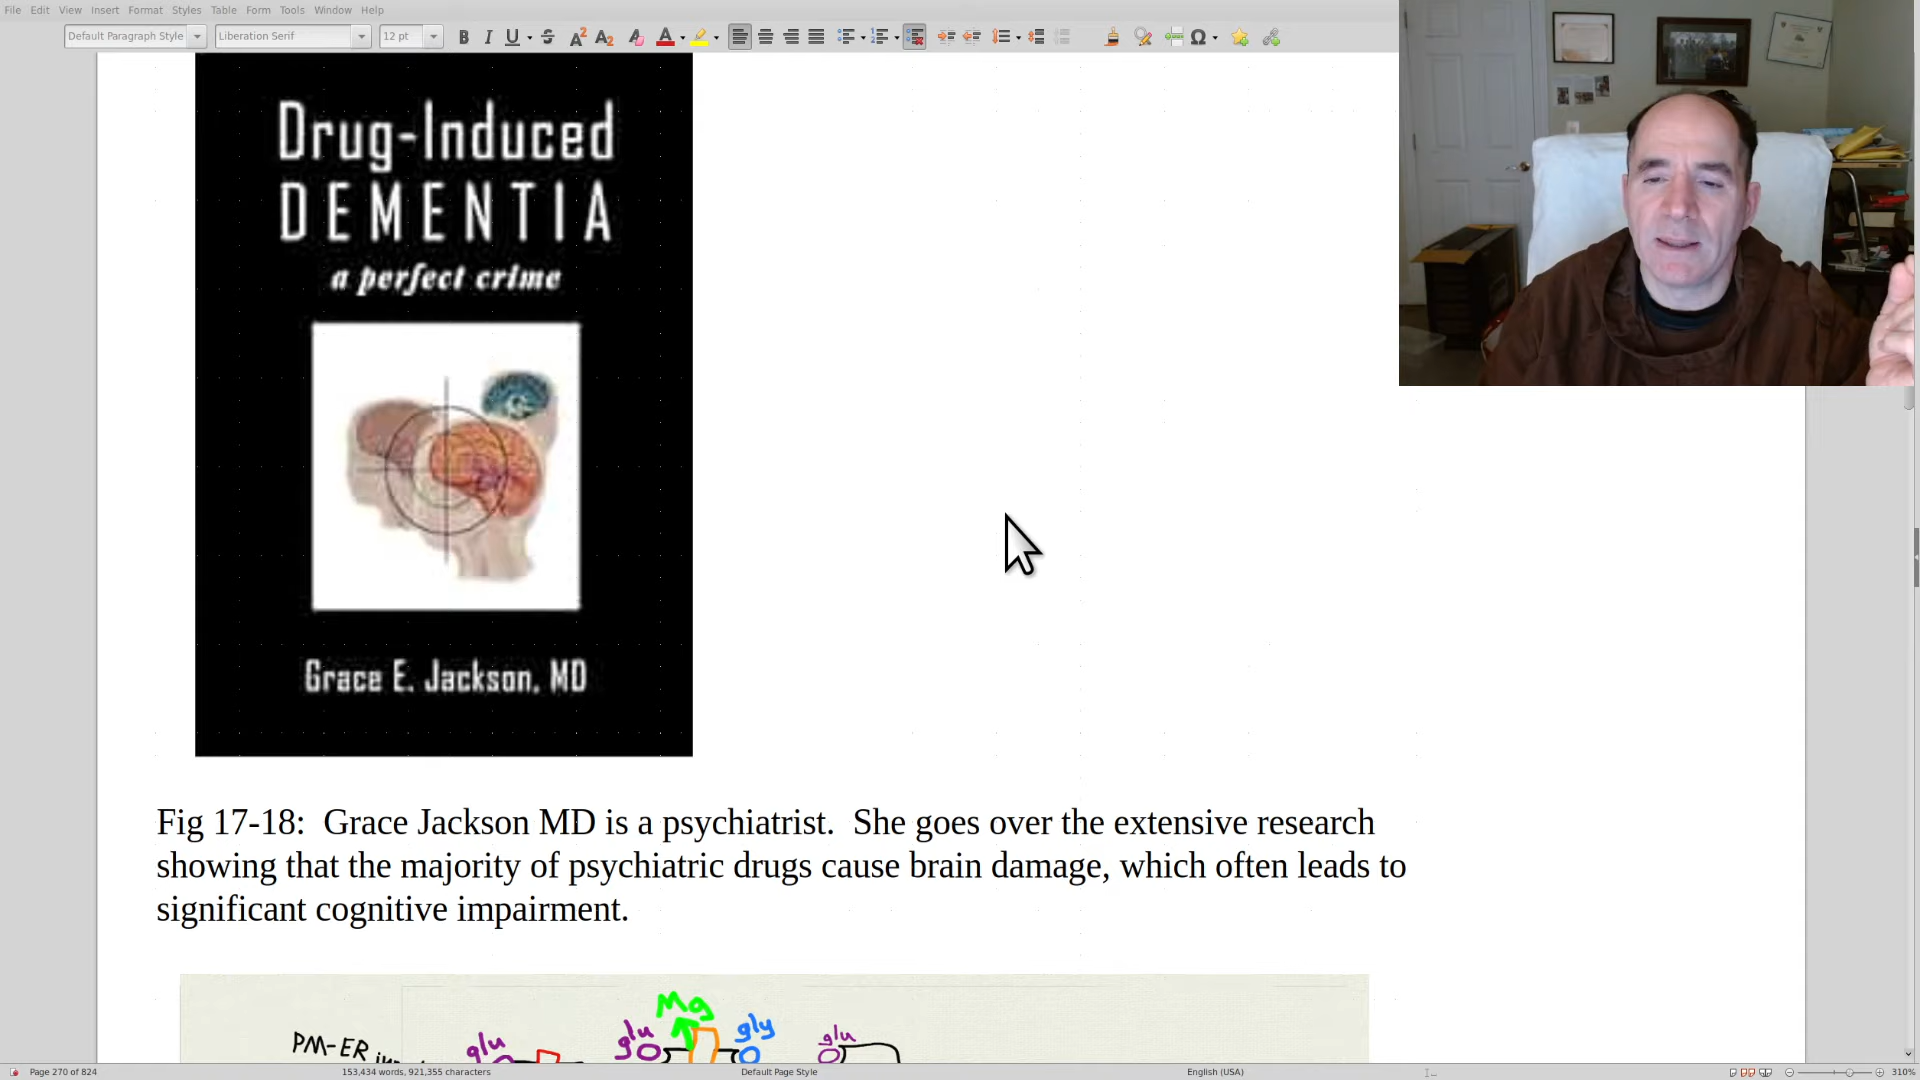 File Edit View Insert Format Styles Table Form Tools Window Help
Default Paragraph Style Liberation Serif 12 pt
Drug-Induced
DEMENTIA
a perfect crime
Grace E. Jackson, MD
Fig 17-18: Grace Jackson MD is a psychiatrist. She goes over the extensive research
showing that the majority of psychiatric drugs cause brain damage, which often leads to
significant cognitive impairment.
Mg
PM-ER glu glu gly glu
Page 270 of 824 153,434 words, 921,355 characters Default Page Style English (USA) 310%